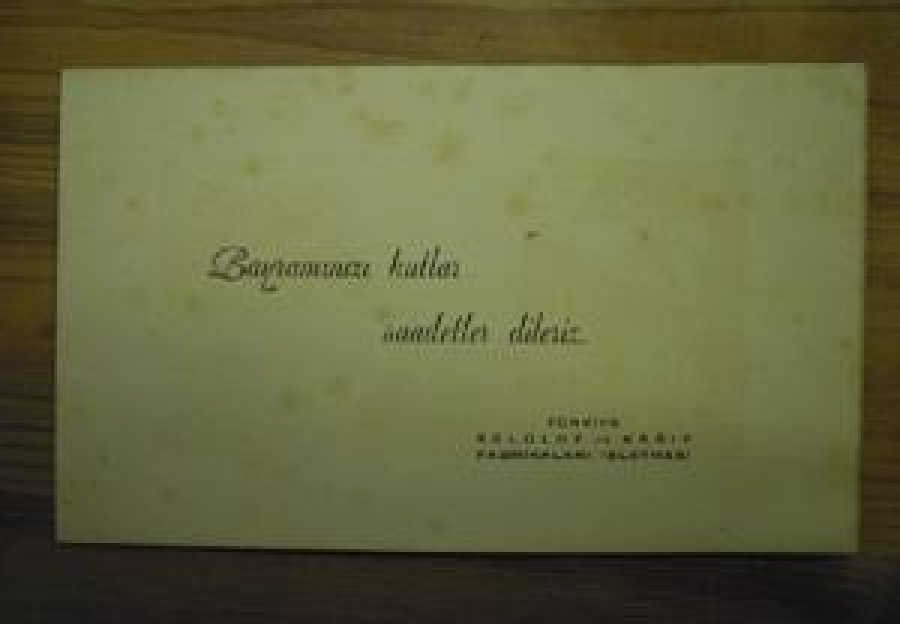 Bayramınızı kutlar
saadetler dileriz.
TÜRKİYE
SELÜLOZ ve KÂĞIT
FABRİKALARI İŞLETMESİ